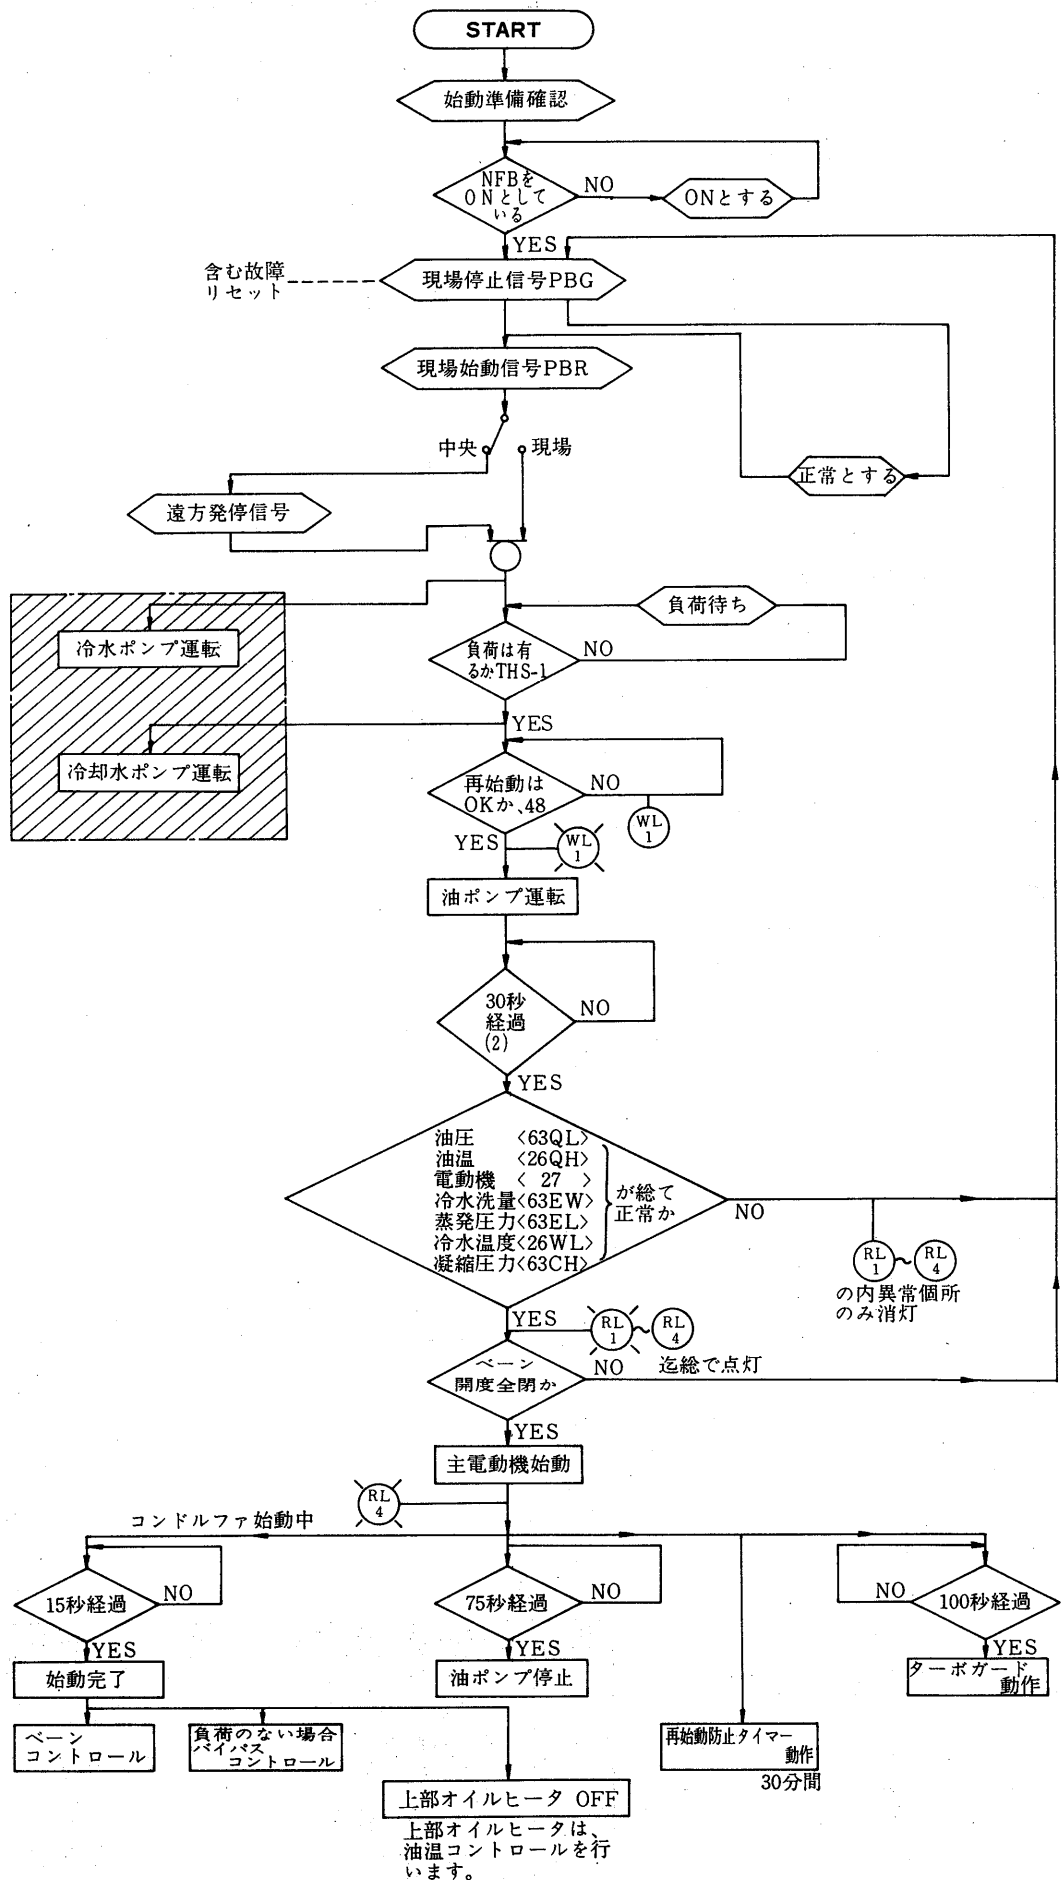 START
始動準備確認
NFBを
ONとして
いる
NO
ONとする
YES
含む故障
リセット
現場停止信号PBG
現場始動信号PBR
中央
現場
正常とする
遠方発停信号
負荷待ち
冷水ポンプ運転
負荷は有
るかTHS-1
NO
YES
冷却水ポンプ運転
再始動は
OKか、48
NO
WL
1
YES
WL
1
油ポンプ運転
30秒
経過
(2)
NO
YES
油圧 <63QL>
油温 <26QH>
電動機 < 27 >
冷水洗量<63EW>
蒸発圧力<63EL>
冷水温度<26WL>
凝縮圧力<63CH>
が総て
正常か
NO
RL
1
~
RL
4
の内異常個所
のみ消灯
YES
RL
1
~
RL
4
迄総で点灯
ベーン
開度全閉か
NO
YES
主電動機始動
RL
4
コンドルファ始動中
15秒経過
NO
75秒経過
NO
NO
100秒経過
YES
YES
YES
始動完了
油ポンプ停止
ターボガード
動作
ベーン
コントロール
負荷のない場合
バイパス
コントロール
再始動防止タイマー
動作
30分間
上部オイルヒータ OFF
上部オイルヒータは、
油温コントロールを行
います。